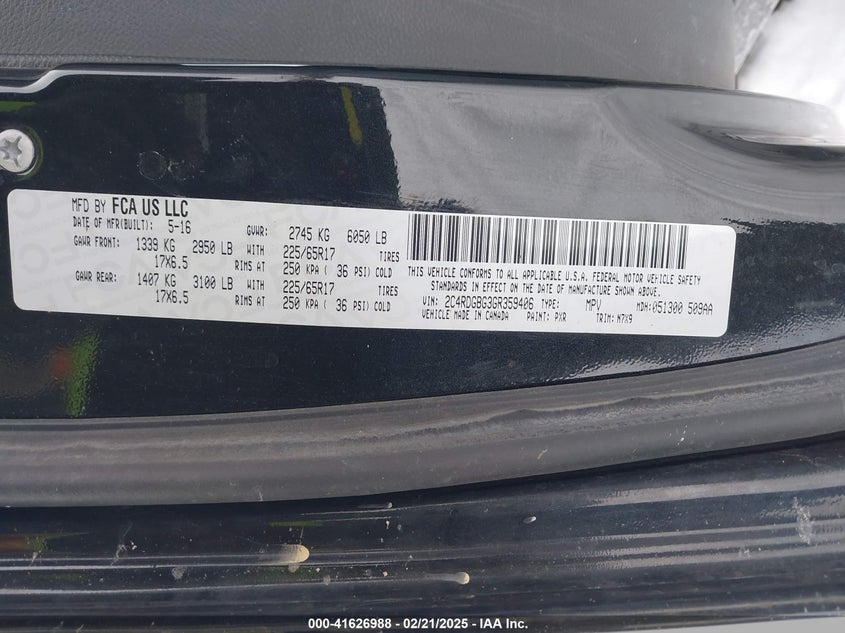 MFD BY FCA US LLC
DATE OF MFR(BUILT): 5-16 GVWR: 2745 KG 6050 LB
GAWR FRONT: 1339 KG 2950 LB WITH 225/65R17 TIRES
17X6.5 RIMS AT 250 KPA ( 36 PSI) COLD
GAWR REAR: 1407 KG 3100 LB WITH 225/65R17 TIRES
17X6.5 RIMS AT 250 KPA ( 36 PSI) COLD
THIS VEHICLE CONFORMS TO ALL APPLICABLE U.S.A. FEDERAL MOTOR VEHICLE SAFETY
STANDARDS IN EFFECT ON THE DATE OF MANUFACTURE SHOWN ABOVE.
VIN: 2C4RDGBG3GR359406 TYPE: MPV MDH:051300 509AA
VEHICLE MADE IN CANADA PAINT: PXR TRIM: N7X9
000-41626988 - 02/21/2025 - IAA Inc.